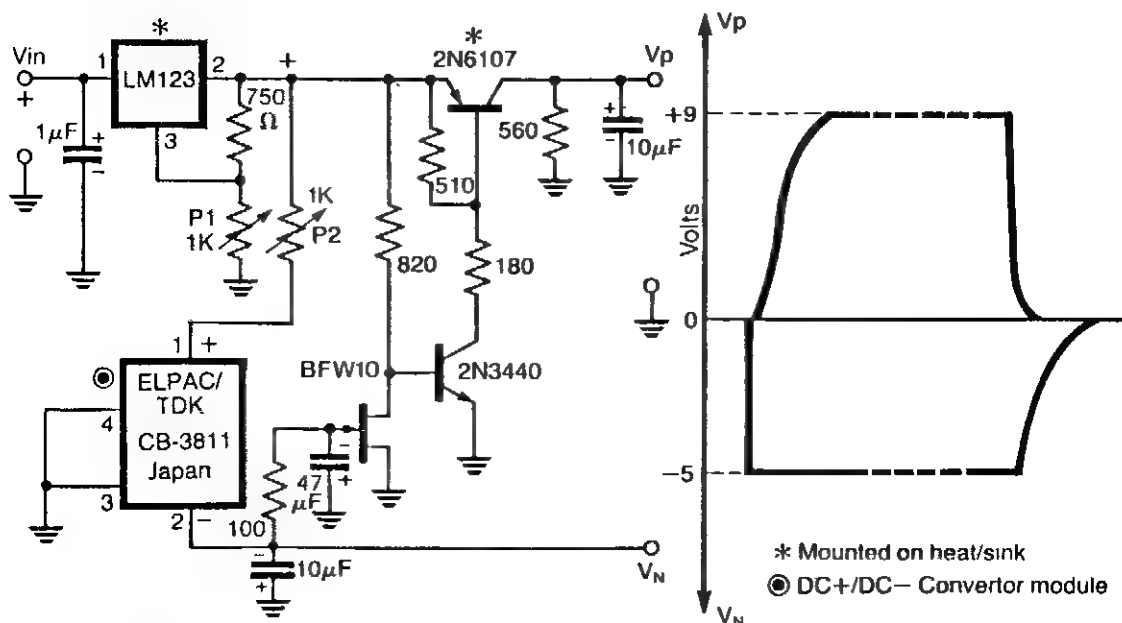 *
Vin
+
1
LM123
2
3
1µF
+
-
750
Ω
P1
1K
1K
P2
+
*
2N6107
510
560
+
-
10µF
Vp
820
180
BFW10
2N3440
1
+
ELPAC/
TDK
CB-3811
Japan
4
3
2
-
100
-
47
+
µF
-
10µF
+
VN
Vp
+9
Volts
0
-5
VN
* Mounted on heat/sink
◉ DC+/DC- Convertor module